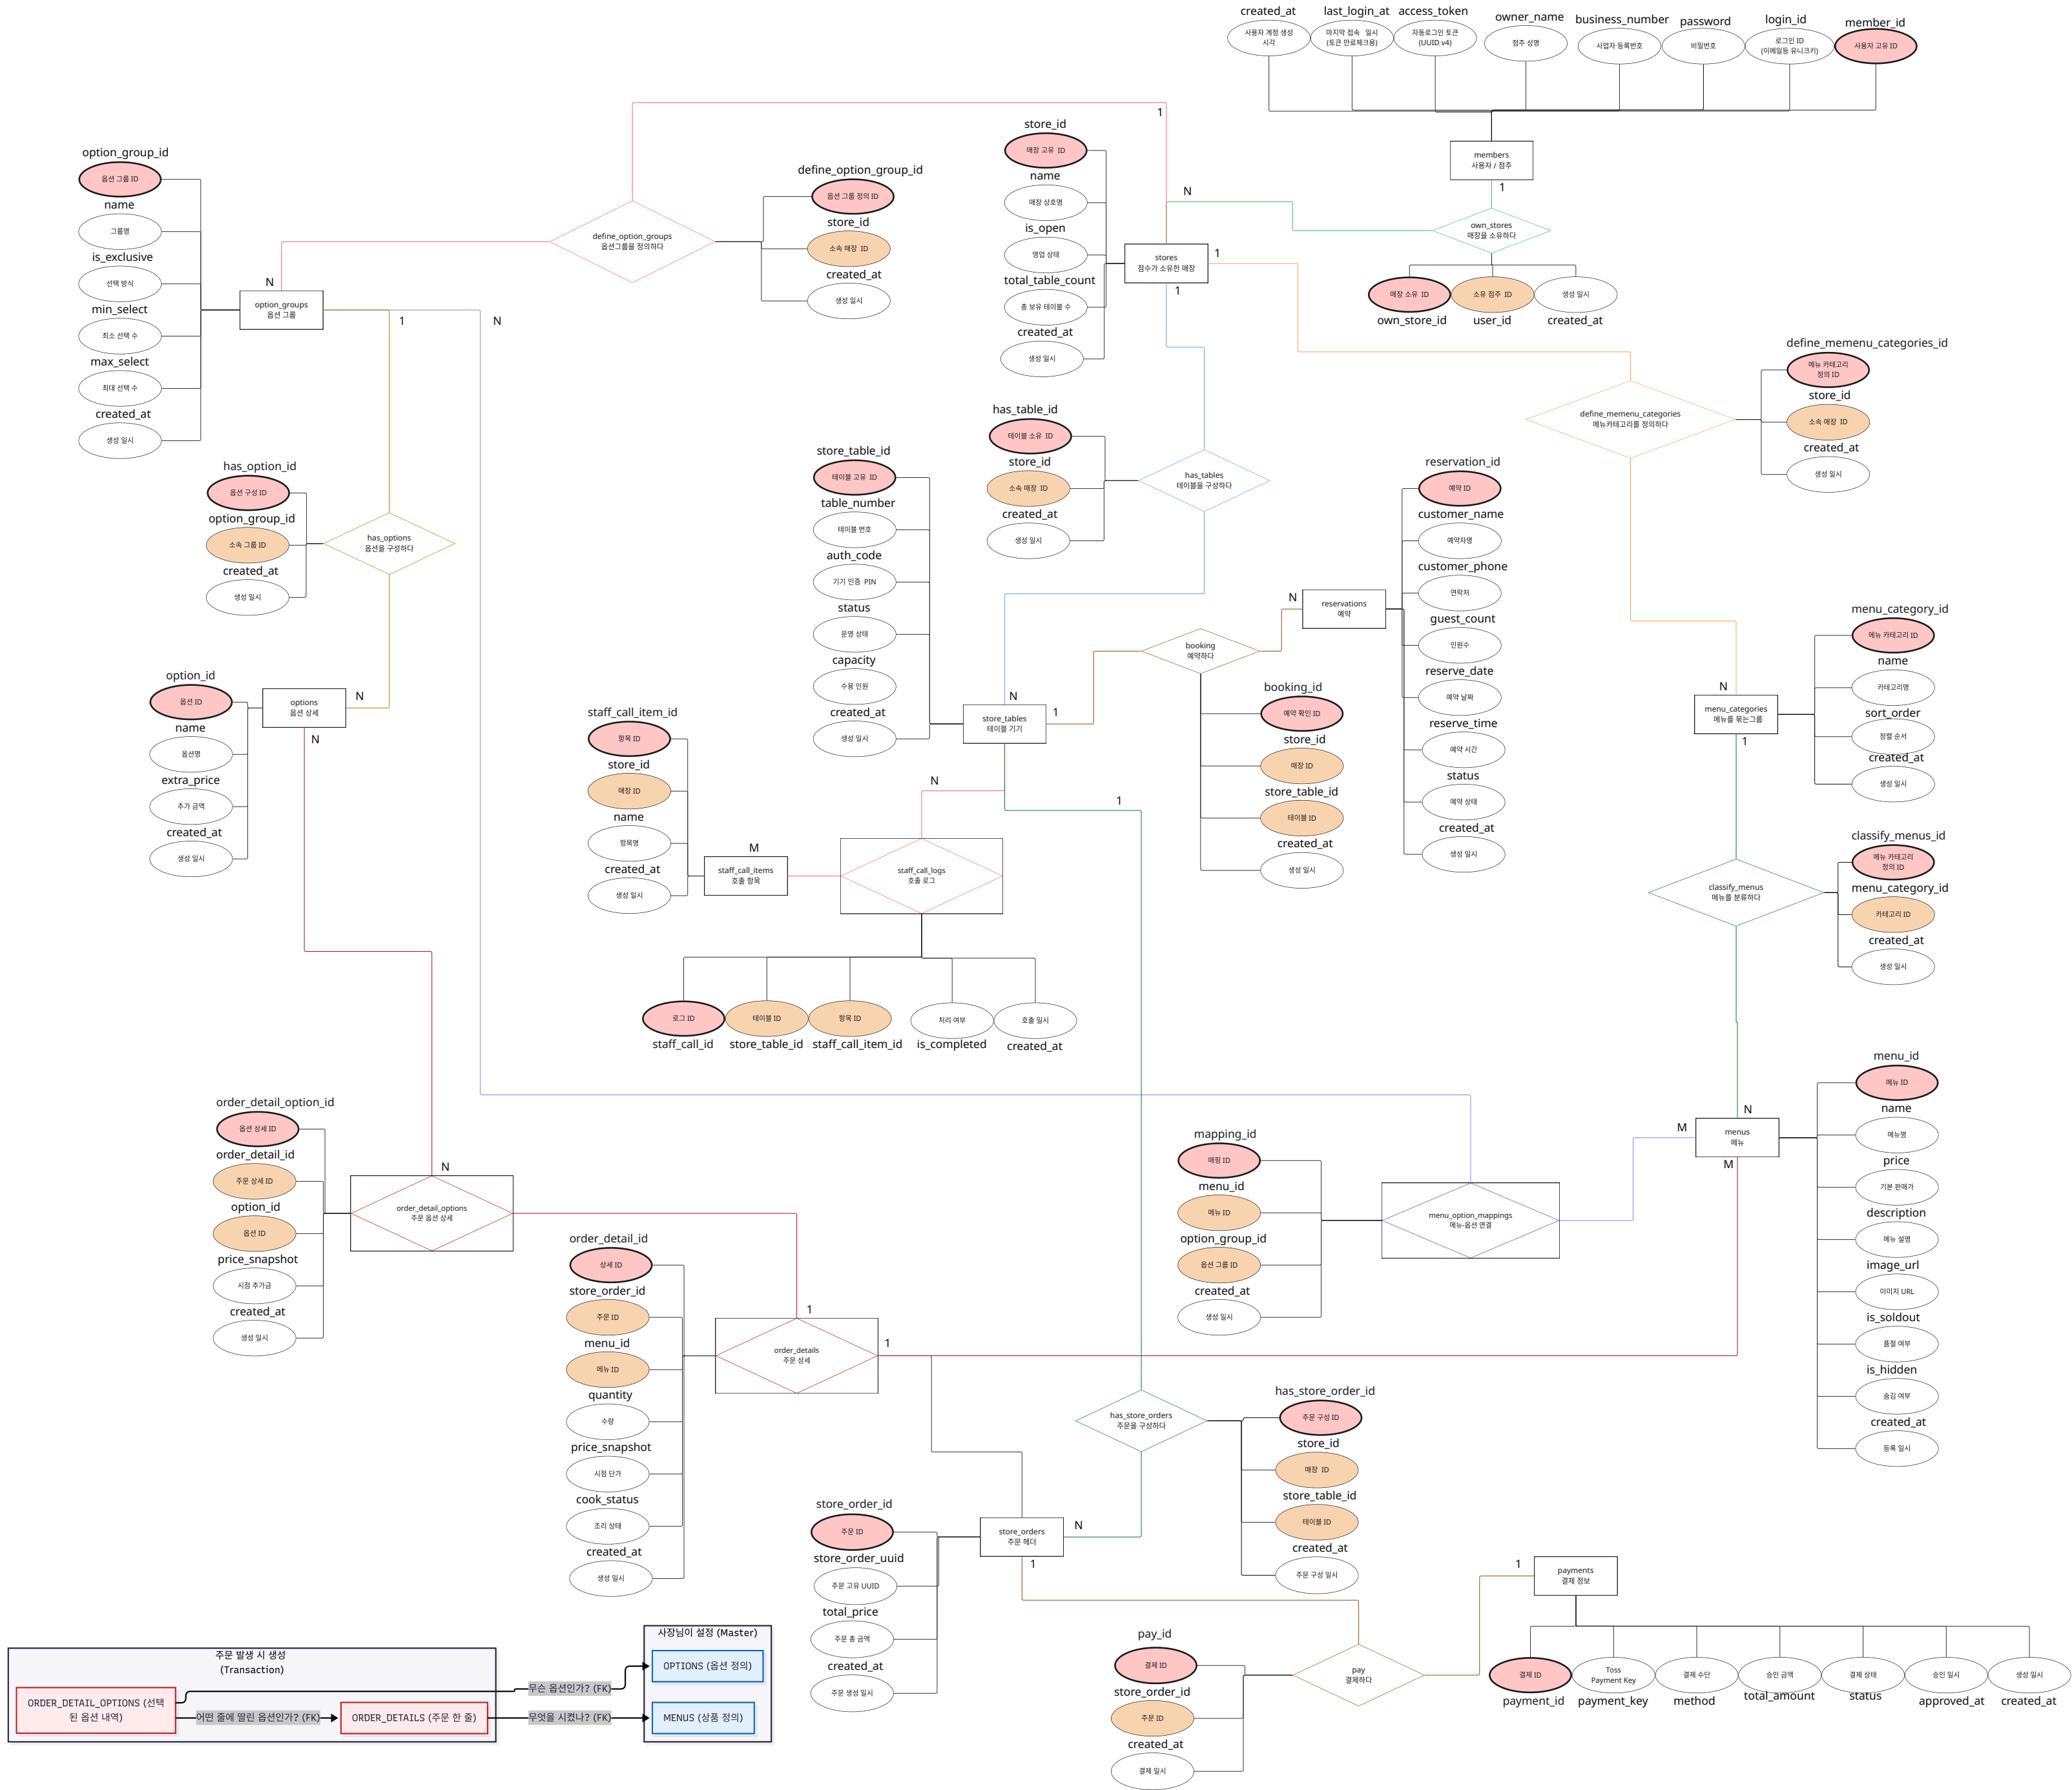 created_at
사용자 계정 생성
시각
last_login_at
마지막 접속 일시
(토큰 만료체크용)
access_token
자동로그인 토큰
(UUID v4)
owner_name
점주 성명
business_number
사업자 등록번호
password
비밀번호
login_id
로그인 ID
(이메일등 유니크키)
member_id
사용자 고유 ID
members
사용자 / 점주
1
own_stores
매장을 소유하다
N
매장 소유 ID
own_store_id
소유 점주 ID
user_id
생성 일시
created_at
store_id
매장 고유 ID
name
매장 상호명
is_open
영업 상태
total_table_count
총 보유 테이블 수
created_at
생성 일시
stores
점수가 소유한 매장
1
1
1
define_option_groups
옵션그룹을 정의하다
define_option_group_id
옵션 그룹 정의 ID
store_id
소속 매장 ID
created_at
생성 일시
N
option_group_id
옵션 그룹 ID
name
그룹명
is_exclusive
선택 방식
min_select
최소 선택 수
max_select
최대 선택 수
created_at
생성 일시
option_groups
옵션 그룹
1
N
has_option_id
옵션 구성 ID
option_group_id
소속 그룹 ID
created_at
생성 일시
has_options
옵션을 구성하다
define_memenu_categories_id
메뉴 카테고리
정의 ID
store_id
소속 매장 ID
created_at
생성 일시
define_memenu_categories
메뉴카테고리를 정의하다
has_table_id
테이블 소유 ID
store_id
소속 매장 ID
created_at
생성 일시
has_tables
테이블을 구성하다
store_table_id
테이블 고유 ID
table_number
테이블 번호
auth_code
기기 인증 PIN
status
운영 상태
capacity
수용 인원
created_at
생성 일시
store_tables
테이블 기기
N
1
reservation_id
예약 ID
customer_name
예약자명
customer_phone
연락처
guest_count
인원수
reserve_date
예약 날짜
reserve_time
예약 시간
status
예약 상태
created_at
생성 일시
reservations
예약
N
booking
예약하다
booking_id
예약 확인 ID
store_id
매장 ID
store_table_id
테이블 ID
created_at
생성 일시
menu_category_id
메뉴 카테고리 ID
name
카테고리명
sort_order
정렬 순서
created_at
생성 일시
menu_categories
메뉴를 묶는그룹
N
1
option_id
옵션 ID
name
옵션명
extra_price
추가 금액
created_at
생성 일시
options
옵션 상세
N
N
staff_call_item_id
항목 ID
store_id
매장 ID
name
항목명
created_at
생성 일시
staff_call_items
호출 항목
M
N
1
staff_call_logs
호출 로그
로그 ID
staff_call_id
테이블 ID
store_table_id
항목 ID
staff_call_item_id
처리 여부
is_completed
호출 일시
created_at
classify_menus_id
메뉴 카테고리
정의 ID
menu_category_id
카테고리 ID
created_at
생성 일시
classify_menus
메뉴를 분류하다
menu_id
메뉴 ID
name
메뉴명
price
기본 판매가
description
메뉴 설명
image_url
이미지 URL
is_soldout
품절 여부
is_hidden
숨김 여부
created_at
등록 일시
menus
메뉴
N
M
M
mapping_id
매핑 ID
menu_id
메뉴 ID
option_group_id
옵션 그룹 ID
created_at
생성 일시
menu_option_mappings
메뉴-옵션 연결
order_detail_option_id
옵션 상세 ID
order_detail_id
주문 상세 ID
option_id
옵션 ID
price_snapshot
시점 추가금
created_at
생성 일시
order_detail_options
주문 옵션 상세
N
order_detail_id
상세 ID
store_order_id
주문 ID
menu_id
메뉴 ID
quantity
수량
price_snapshot
시점 단가
cook_status
조리 상태
created_at
생성 일시
order_details
주문 상세
1
1
has_store_orders
주문을 구성하다
has_store_order_id
주문 구성 ID
store_id
매장 ID
store_table_id
테이블 ID
created_at
주문 구성 일시
store_order_id
주문 ID
store_order_uuid
주문 고유 UUID
total_price
주문 총 금액
created_at
주문 생성 일시
store_orders
주문 헤더
N
1
pay_id
결제 ID
store_order_id
주문 ID
created_at
결제 일시
pay
결제하다
1
payments
결제 정보
결제 ID
payment_id
Toss
Payment Key
payment_key
결제 수단
method
승인 금액
total_amount
결제 상태
status
승인 일시
approved_at
생성 일시
created_at
주문 발생 시 생성
(Transaction)
ORDER_DETAIL_OPTIONS (선택
된 옵션 내역)
어떤 줄에 딸린 옵션인가? (FK)
ORDER_DETAILS (주문 한 줄)
무슨 옵션인가? (FK)
무엇을 시켰나? (FK)
사장님이 설정 (Master)
OPTIONS (옵션 정의)
MENUS (상품 정의)